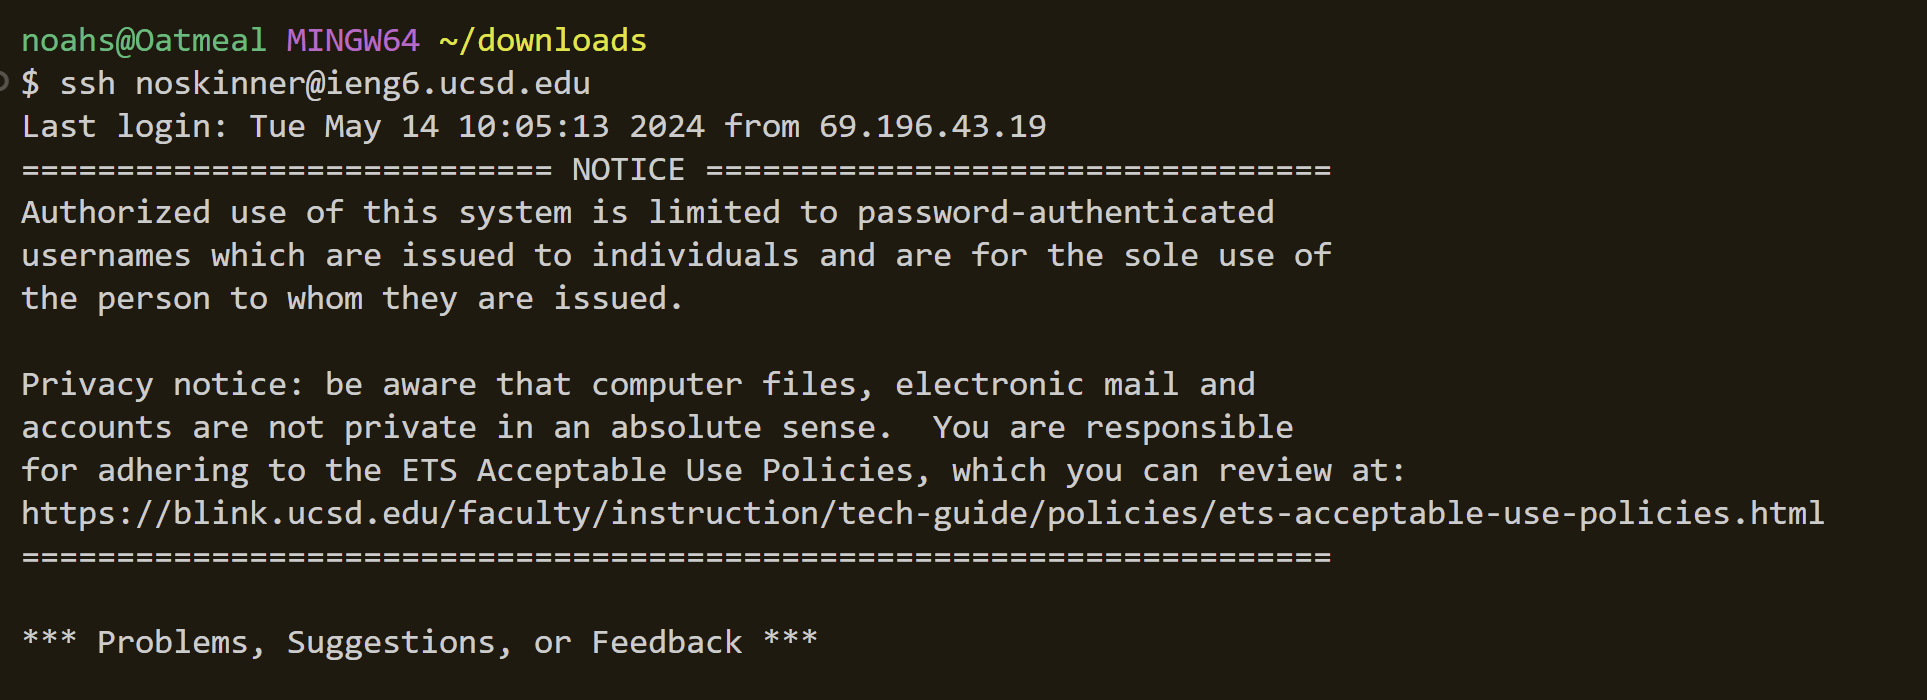 noahs@Oatmeal MINGW64 ~/downloads
$ ssh noskinner@ieng6.ucsd.edu
Last login: Tue May 14 10:05:13 2024 from 69.196.43.19
============================ NOTICE =================================
Authorized use of this system is limited to password-authenticated
usernames which are issued to individuals and are for the sole use of
the person to whom they are issued.

Privacy notice: be aware that computer files, electronic mail and
accounts are not private in an absolute sense.  You are responsible
for adhering to the ETS Acceptable Use Policies, which you can review at:
https://blink.ucsd.edu/faculty/instruction/tech-guide/policies/ets-acceptable-use-policies.html
=====================================================================

*** Problems, Suggestions, or Feedback ***